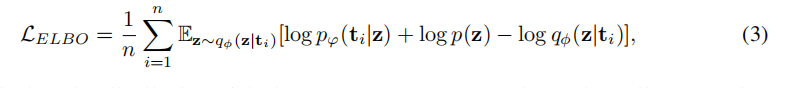 \mathcal{L}_{ELBO} = \frac{1}{n} \sum_{i=1}^{n} \mathbb{E}_{\mathbf{z} \sim q_\phi(\mathbf{z}|\mathbf{t}_i)} [\log p_\varphi(\mathbf{t}_i|\mathbf{z}) + \log p(\mathbf{z}) - \log q_\phi(\mathbf{z}|\mathbf{t}_i)], (3)